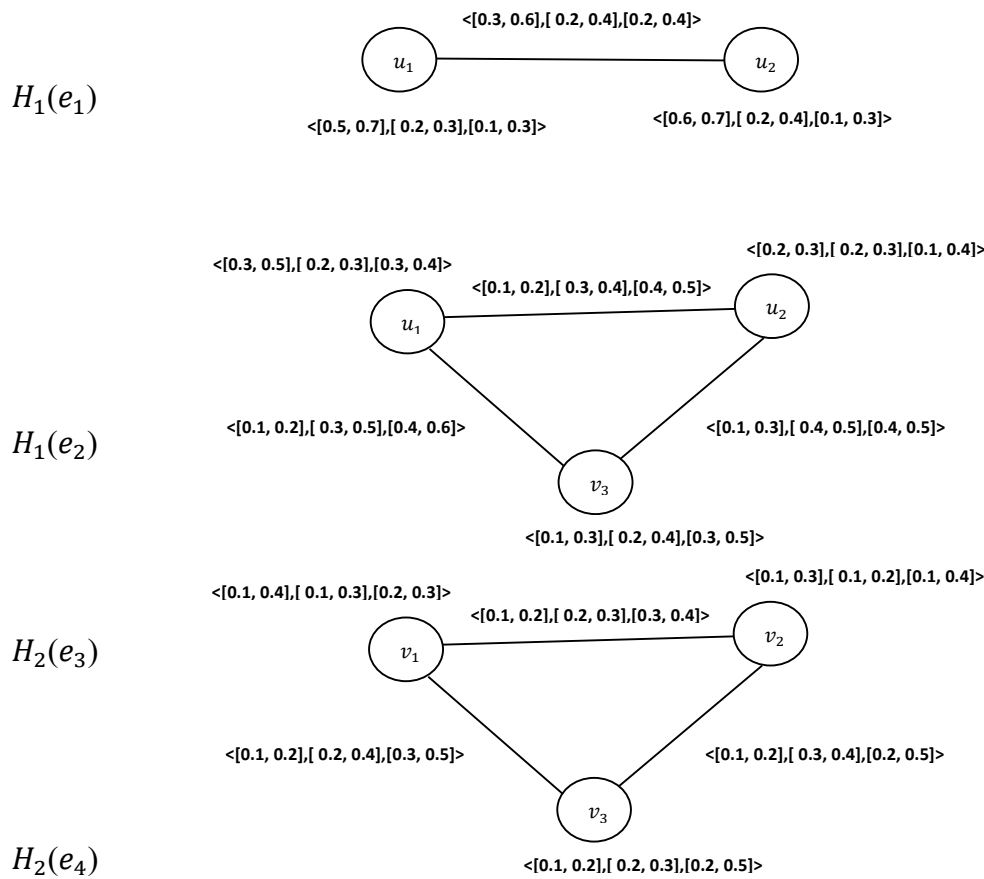 <[0.3, 0.6],[ 0.2, 0.4],[0.2, 0.4]>
u₁ u₂
H₁(e₁)
<[0.5, 0.7],[ 0.2, 0.3],[0.1, 0.3]> <[0.6, 0.7],[ 0.2, 0.4],[0.1, 0.3]>
<[0.3, 0.5],[ 0.2, 0.3],[0.3, 0.4]> <[0.2, 0.3],[ 0.2, 0.3],[0.1, 0.4]>
<[0.1, 0.2],[ 0.3, 0.4],[0.4, 0.5]>
u₁ u₂
H₁(e₂) <[0.1, 0.2],[ 0.3, 0.5],[0.4, 0.6]> <[0.1, 0.3],[ 0.4, 0.5],[0.4, 0.5]>
v₃
<[0.1, 0.3],[ 0.2, 0.4],[0.3, 0.5]>
<[0.1, 0.4],[ 0.1, 0.3],[0.2, 0.3]> <[0.1, 0.3],[ 0.1, 0.2],[0.1, 0.4]>
<[0.1, 0.2],[ 0.2, 0.3],[0.3, 0.4]>
H₂(e₃) v₁ v₂
<[0.1, 0.2],[ 0.2, 0.4],[0.3, 0.5]> <[0.1, 0.2],[ 0.3, 0.4],[0.2, 0.5]>
v₃
H₂(e₄) <[0.1, 0.2],[ 0.2, 0.3],[0.2, 0.5]>